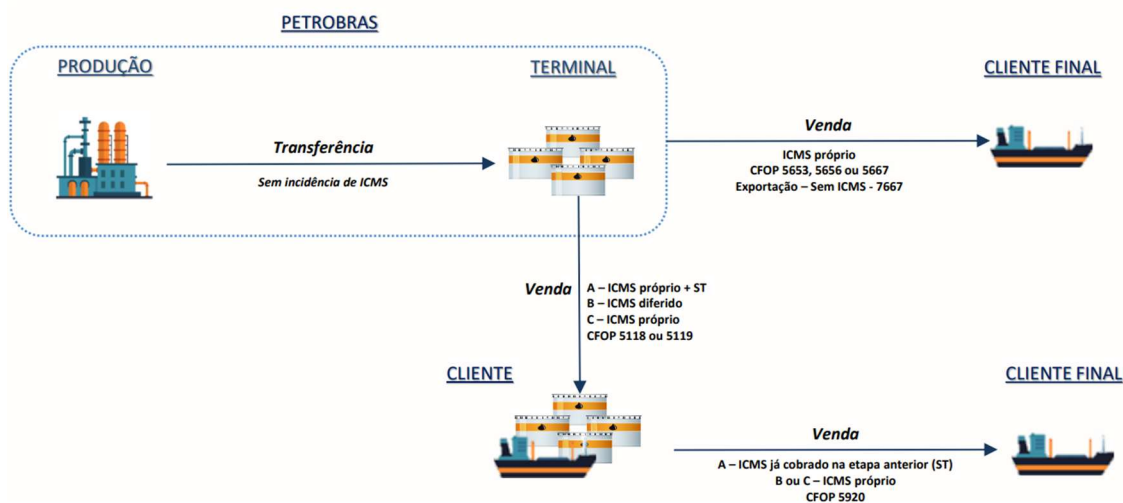 PETROBRAS
PRODUÇÃO
TERMINAL
CLIENTE FINAL
Transferência
Sem incidência de ICMS
Venda
ICMS próprio
CFOP 5653, 5656 ou 5667
Exportação – Sem ICMS - 7667
Venda
A – ICMS próprio + ST
B – ICMS diferido
C – ICMS próprio
CFOP 5118 ou 5119
CLIENTE
CLIENTE FINAL
Venda
A – ICMS já cobrado na etapa anterior (ST)
B ou C – ICMS próprio
CFOP 5920